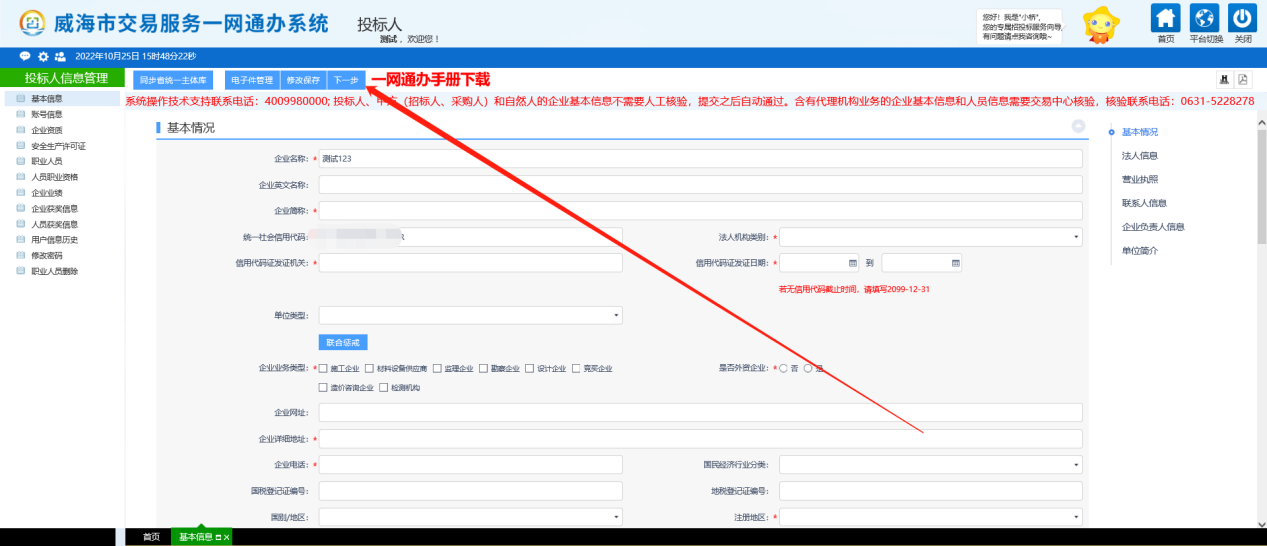 威海市交易服务一网通办系统
投标人
测试，欢迎您！
您好！我是“小桥”，
您的专属招投标服务向导，
有问题请点我咨询哦~
首页 平台切换 关闭
2022年10月25日 15时48分22秒
投标人信息管理
同步省统一主体库 电子件管理 修改保存 下一步 一网通办手册下载
系统操作技术支持联系电话：4009980000; 投标人、（招标人、采购人）和自然人的企业基本信息不需要人工核验，提交之后自动通过。含有代理机构业务的企业基本信息和人员信息需要交易中心核验，核验联系电话：0631-5228278
基本信息
账号信息
企业资质
安全生产许可证
职业人员
人员职业资格
企业业绩
企业获奖信息
人员获奖信息
用户信息历史
修改密码
职业人员删除
基本情况
企业名称：* 测试123
企业英文名称：
企业简称：*
统一社会信用代码： 法人机构类别：*
信用代码证发证机关：* 信用代码证发证日期：* 到
若无信用代码截止时间，请填写2099-12-31
单位类型：
联合惩戒
企业业务类型：* 施工企业 材料设备供应商 监理企业 勘察企业 设计企业 竞买企业 是否外资企业：* 否 是
造价咨询企业 检测机构
企业网址：
企业详细地址：*
企业电话：* 国民经济行业分类：
国税登记证编号： 地税登记证编号：
国别/地区： 注册地区：*
基本情况
法人信息
营业执照
联系人信息
企业负责人信息
单位简介
首页 基本信息